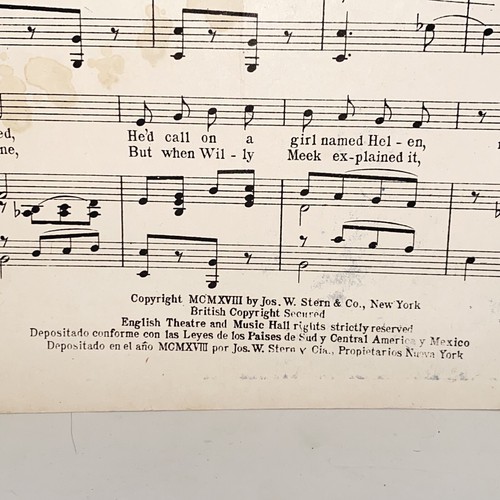 ed, He'd call on a girl named Hel - en,
ne, But when Wil - ly Meek ex-plained it,
Copyright MCMXVIII by Jos. W. Stern & Co., New York
British Copyright Secured
English Theatre and Music Hall rights strictly reserved
Depositado conforme con las Leyes de los Paises de Sud y Central America y Mexico
Depositado en el año MCMXVIII por Jos. W. Stern y Cia., Propietarios Nueva York